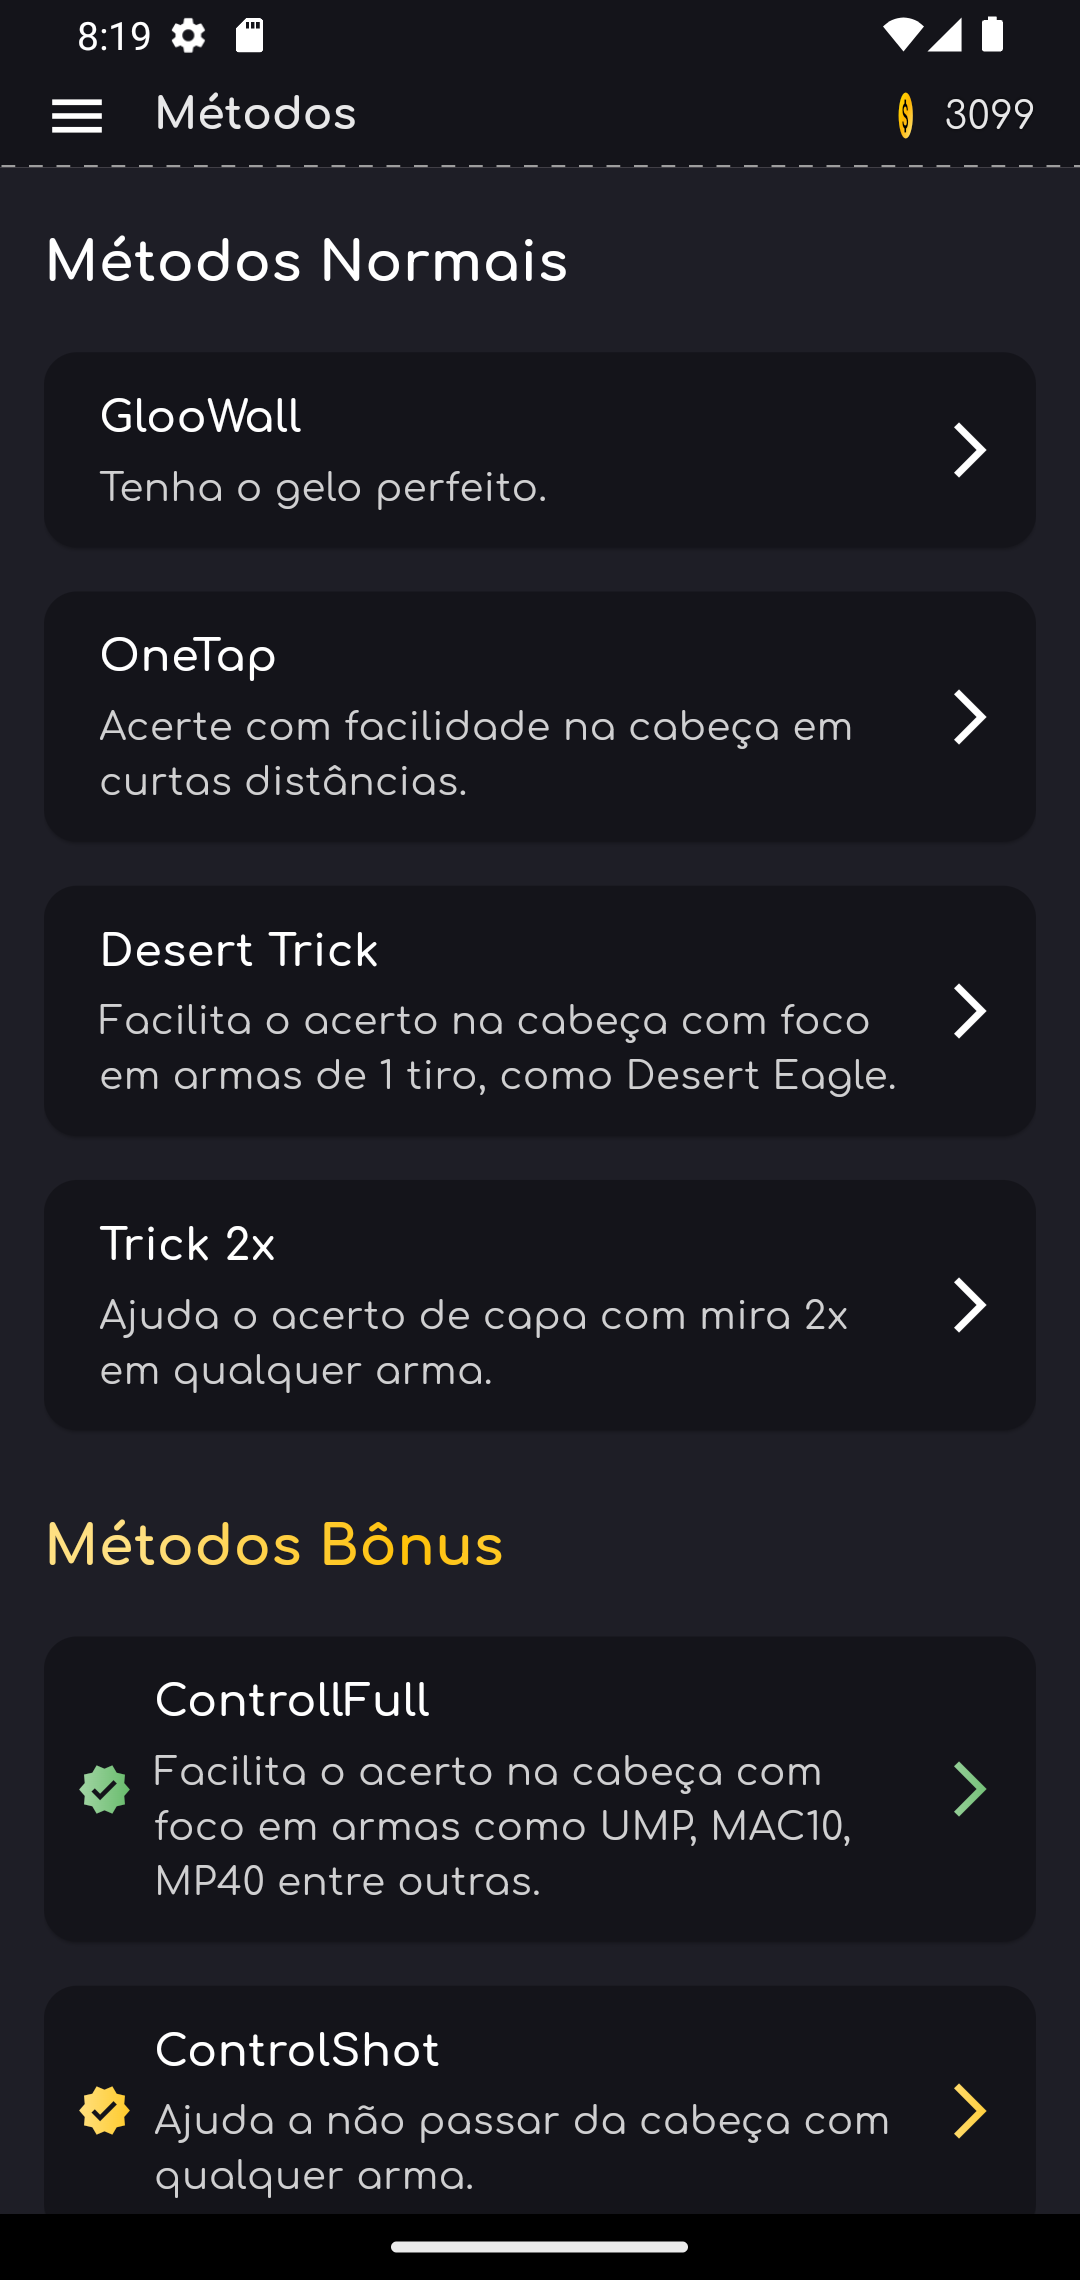 8:19
Métodos
3099
Métodos Normais
GlooWall
Tenha o gelo perfeito.
OneTap
Acerte com facilidade na cabeça em
curtas distâncias.
Desert Trick
Facilita o acerto na cabeça com foco
em armas de 1 tiro, como Desert Eagle.
Trick 2x
Ajuda o acerto de capa com mira 2x
em qualquer arma.
Métodos Bônus
ControllFull
Facilita o acerto na cabeça com
foco em armas como UMP, MAC10,
MP40 entre outras.
ControlShot
Ajuda a não passar da cabeça com
qualquer arma.